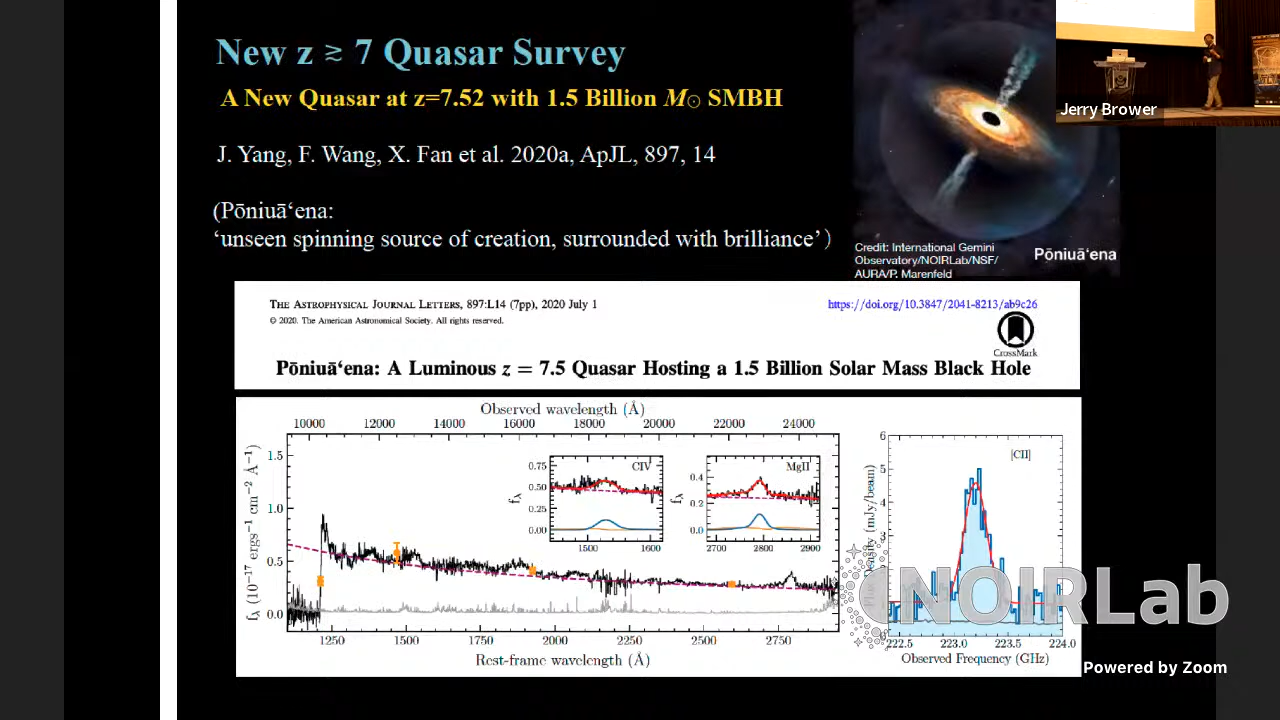 New z ≳ 7 Quasar Survey
A New Quasar at z=7.52 with 1.5 Billion M⊙ SMBH
J. Yang, F. Wang, X. Fan et al. 2020a, ApJL, 897, 14
(Pōniuāʻena:
‘unseen spinning source of creation, surrounded with brilliance’)
Credit: International Gemini
Observatory/NOIRLab/NSF/
AURA/P. Marenfeld
Pōniuāʻena
Jerry Brower
THE ASTROPHYSICAL JOURNAL LETTERS, 897:L14 (7pp), 2020 July 1
https://doi.org/10.3847/2041-8213/ab9c26
© 2020. The American Astronomical Society. All rights reserved.
CrossMark
Pōniuāʻena: A Luminous z = 7.5 Quasar Hosting a 1.5 Billion Solar Mass Black Hole
Observed wavelength (Å)
10000 12000 14000 16000 18000 20000 22000 24000
fλ (10⁻¹⁷ ergs⁻¹ cm⁻² Å⁻¹)
1.5
1.0
0.5
0.0
1250 1500 1750 2000 2250 2500 2750
Rest-frame wavelength (Å)
CIV
fλ
0.75
0.50
0.25
0.00
1500 1600
MgII
fλ
0.4
0.2
0.0
2700 2800 2900
[CII]
(mJy/beam)
6
5
4
3
2
222.5 223.0 223.5 224.0
Observed Frequency (GHz)
NOIRLab
Powered by Zoom